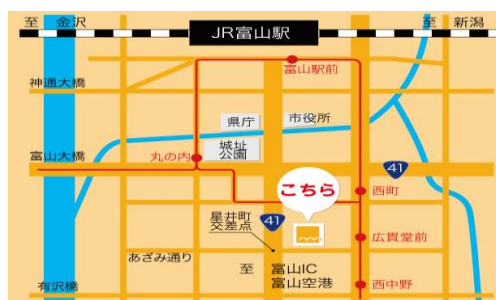 至 金沢
JR富山駅
至 新潟
富山駅前
神通大橋
県庁
市役所
富山大橋
丸の内
城址
公園
41
こちら
西町
星井町
交差点
41
広貫堂前
あざみ通り
至 富山IC
富山空港
有沢橋
西中野